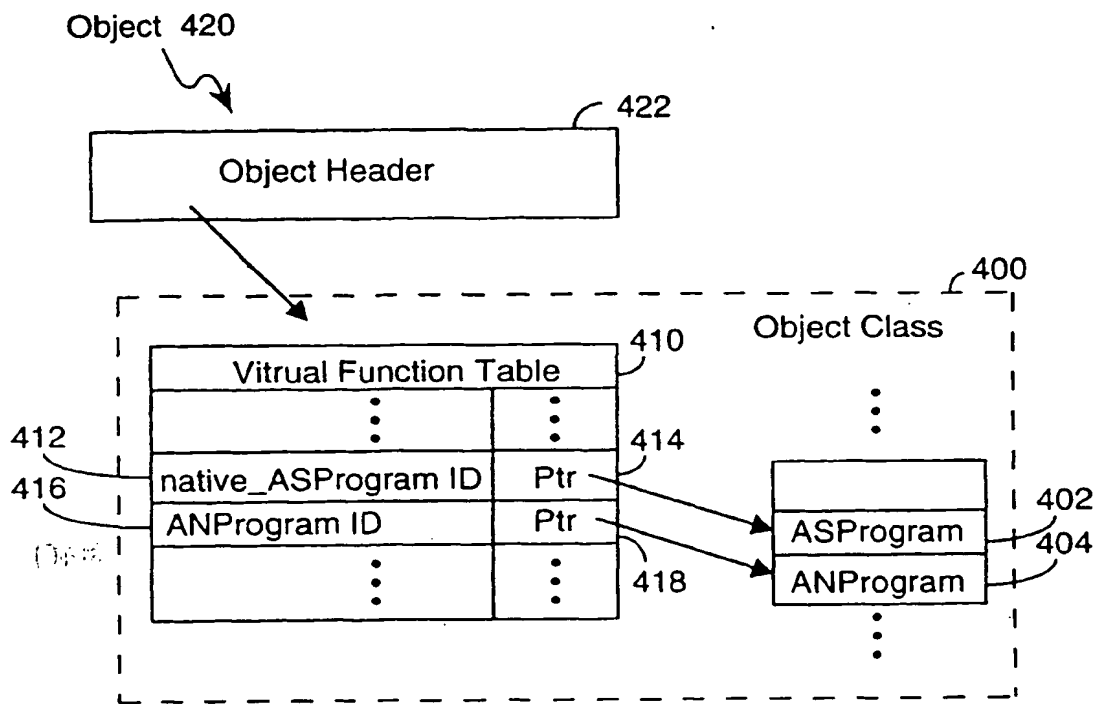 Object 420
422
Object Header
400
Object Class
410
Vitrual Function Table
412
414
native_ASProgram ID Ptr
416
ANProgram ID Ptr
418
ASProgram
402
ANProgram
404